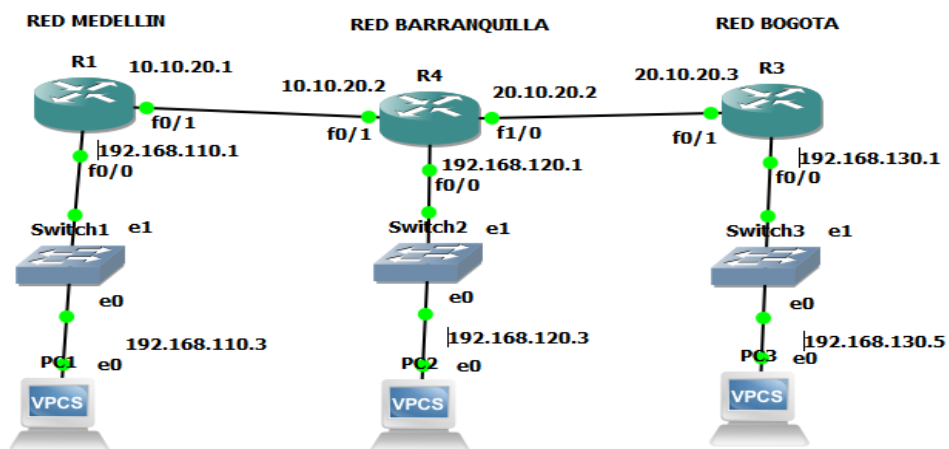 RED MEDELLIN
RED BARRANQUILLA
RED BOGOTA
R1
10.10.20.1
10.10.20.2
R4
20.10.20.2
20.10.20.3
R3
f0/1
f0/1
f1/0
f0/1
192.168.110.1
f0/0
192.168.120.1
f0/0
192.168.130.1
f0/0
Switch1
e1
Switch2
e1
Switch3
e1
e0
e0
e0
192.168.110.3
192.168.120.3
192.168.130.5
PC1
e0
PC2
e0
PC3
e0
VPCS
VPCS
VPCS